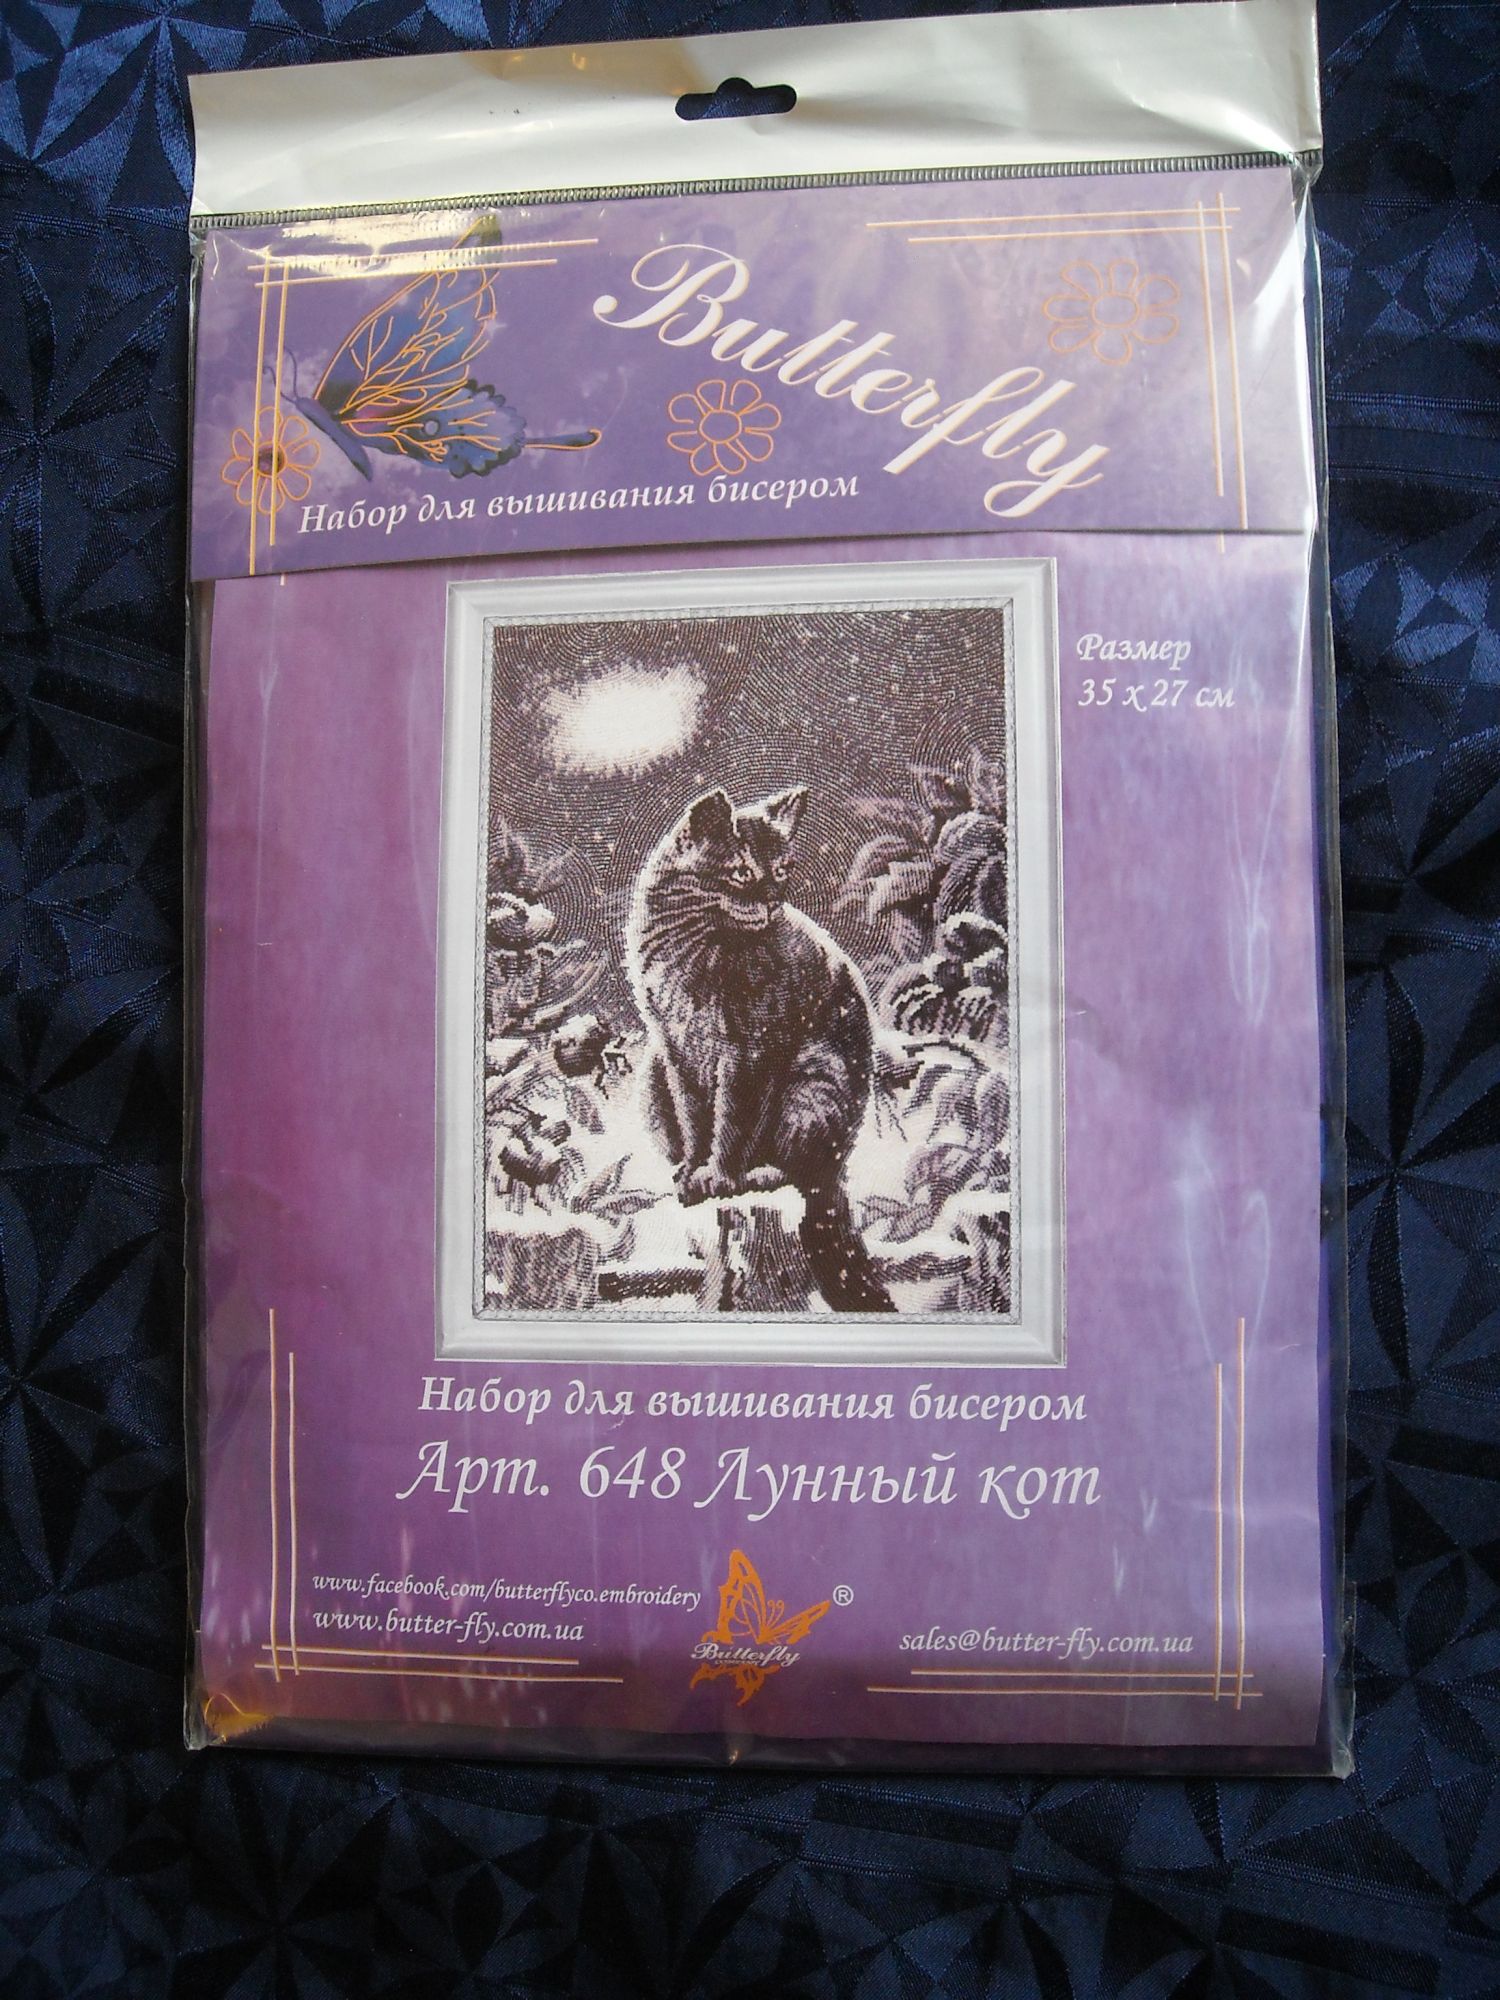 Butterfly
Набор для вышивания бисером
Размер
35 х 27 см
Набор для вышивания бисером
Арт. 648 Лунный кот
www.facebook.com/butterflyco.embroidery
www.butter-fly.com.ua
Butterfly
®
sales@butter-fly.com.ua